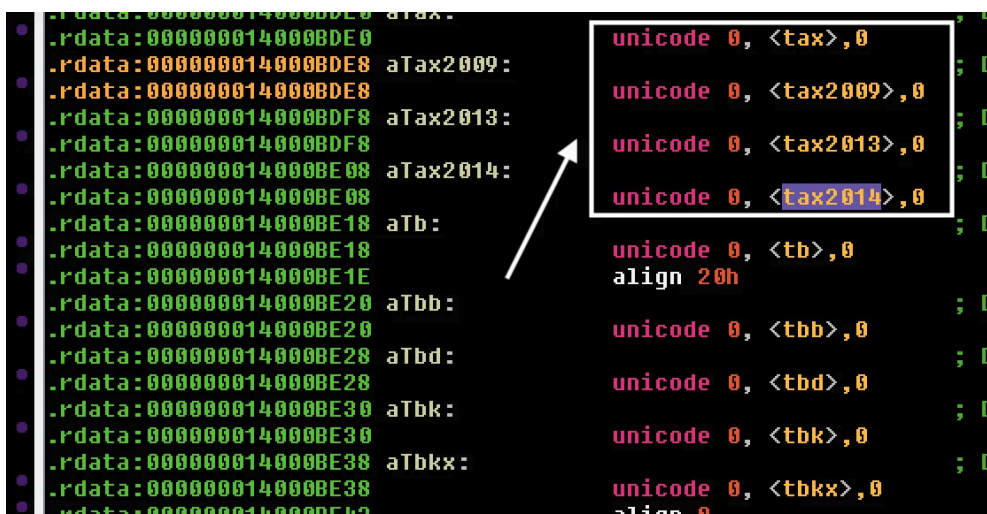 .rdata:000000014000BDE0 aTax:
.rdata:000000014000BDE0 unicode 0, <tax>,0
.rdata:000000014000BDE8 aTax2009: ;
.rdata:000000014000BDE8 unicode 0, <tax2009>,0
.rdata:000000014000BDF8 aTax2013: ;
.rdata:000000014000BDF8 unicode 0, <tax2013>,0
.rdata:000000014000BE08 aTax2014: ;
.rdata:000000014000BE08 unicode 0, <tax2014>,0
.rdata:000000014000BE18 aTb: ;
.rdata:000000014000BE18 unicode 0, <tb>,0
.rdata:000000014000BE1E align 20h
.rdata:000000014000BE20 aTbb: ;
.rdata:000000014000BE20 unicode 0, <tbb>,0
.rdata:000000014000BE28 aTbd: ;
.rdata:000000014000BE28 unicode 0, <tbd>,0
.rdata:000000014000BE30 aTbk: ;
.rdata:000000014000BE30 unicode 0, <tbk>,0
.rdata:000000014000BE38 aTbkx: ;
.rdata:000000014000BE38 unicode 0, <tbkx>,0